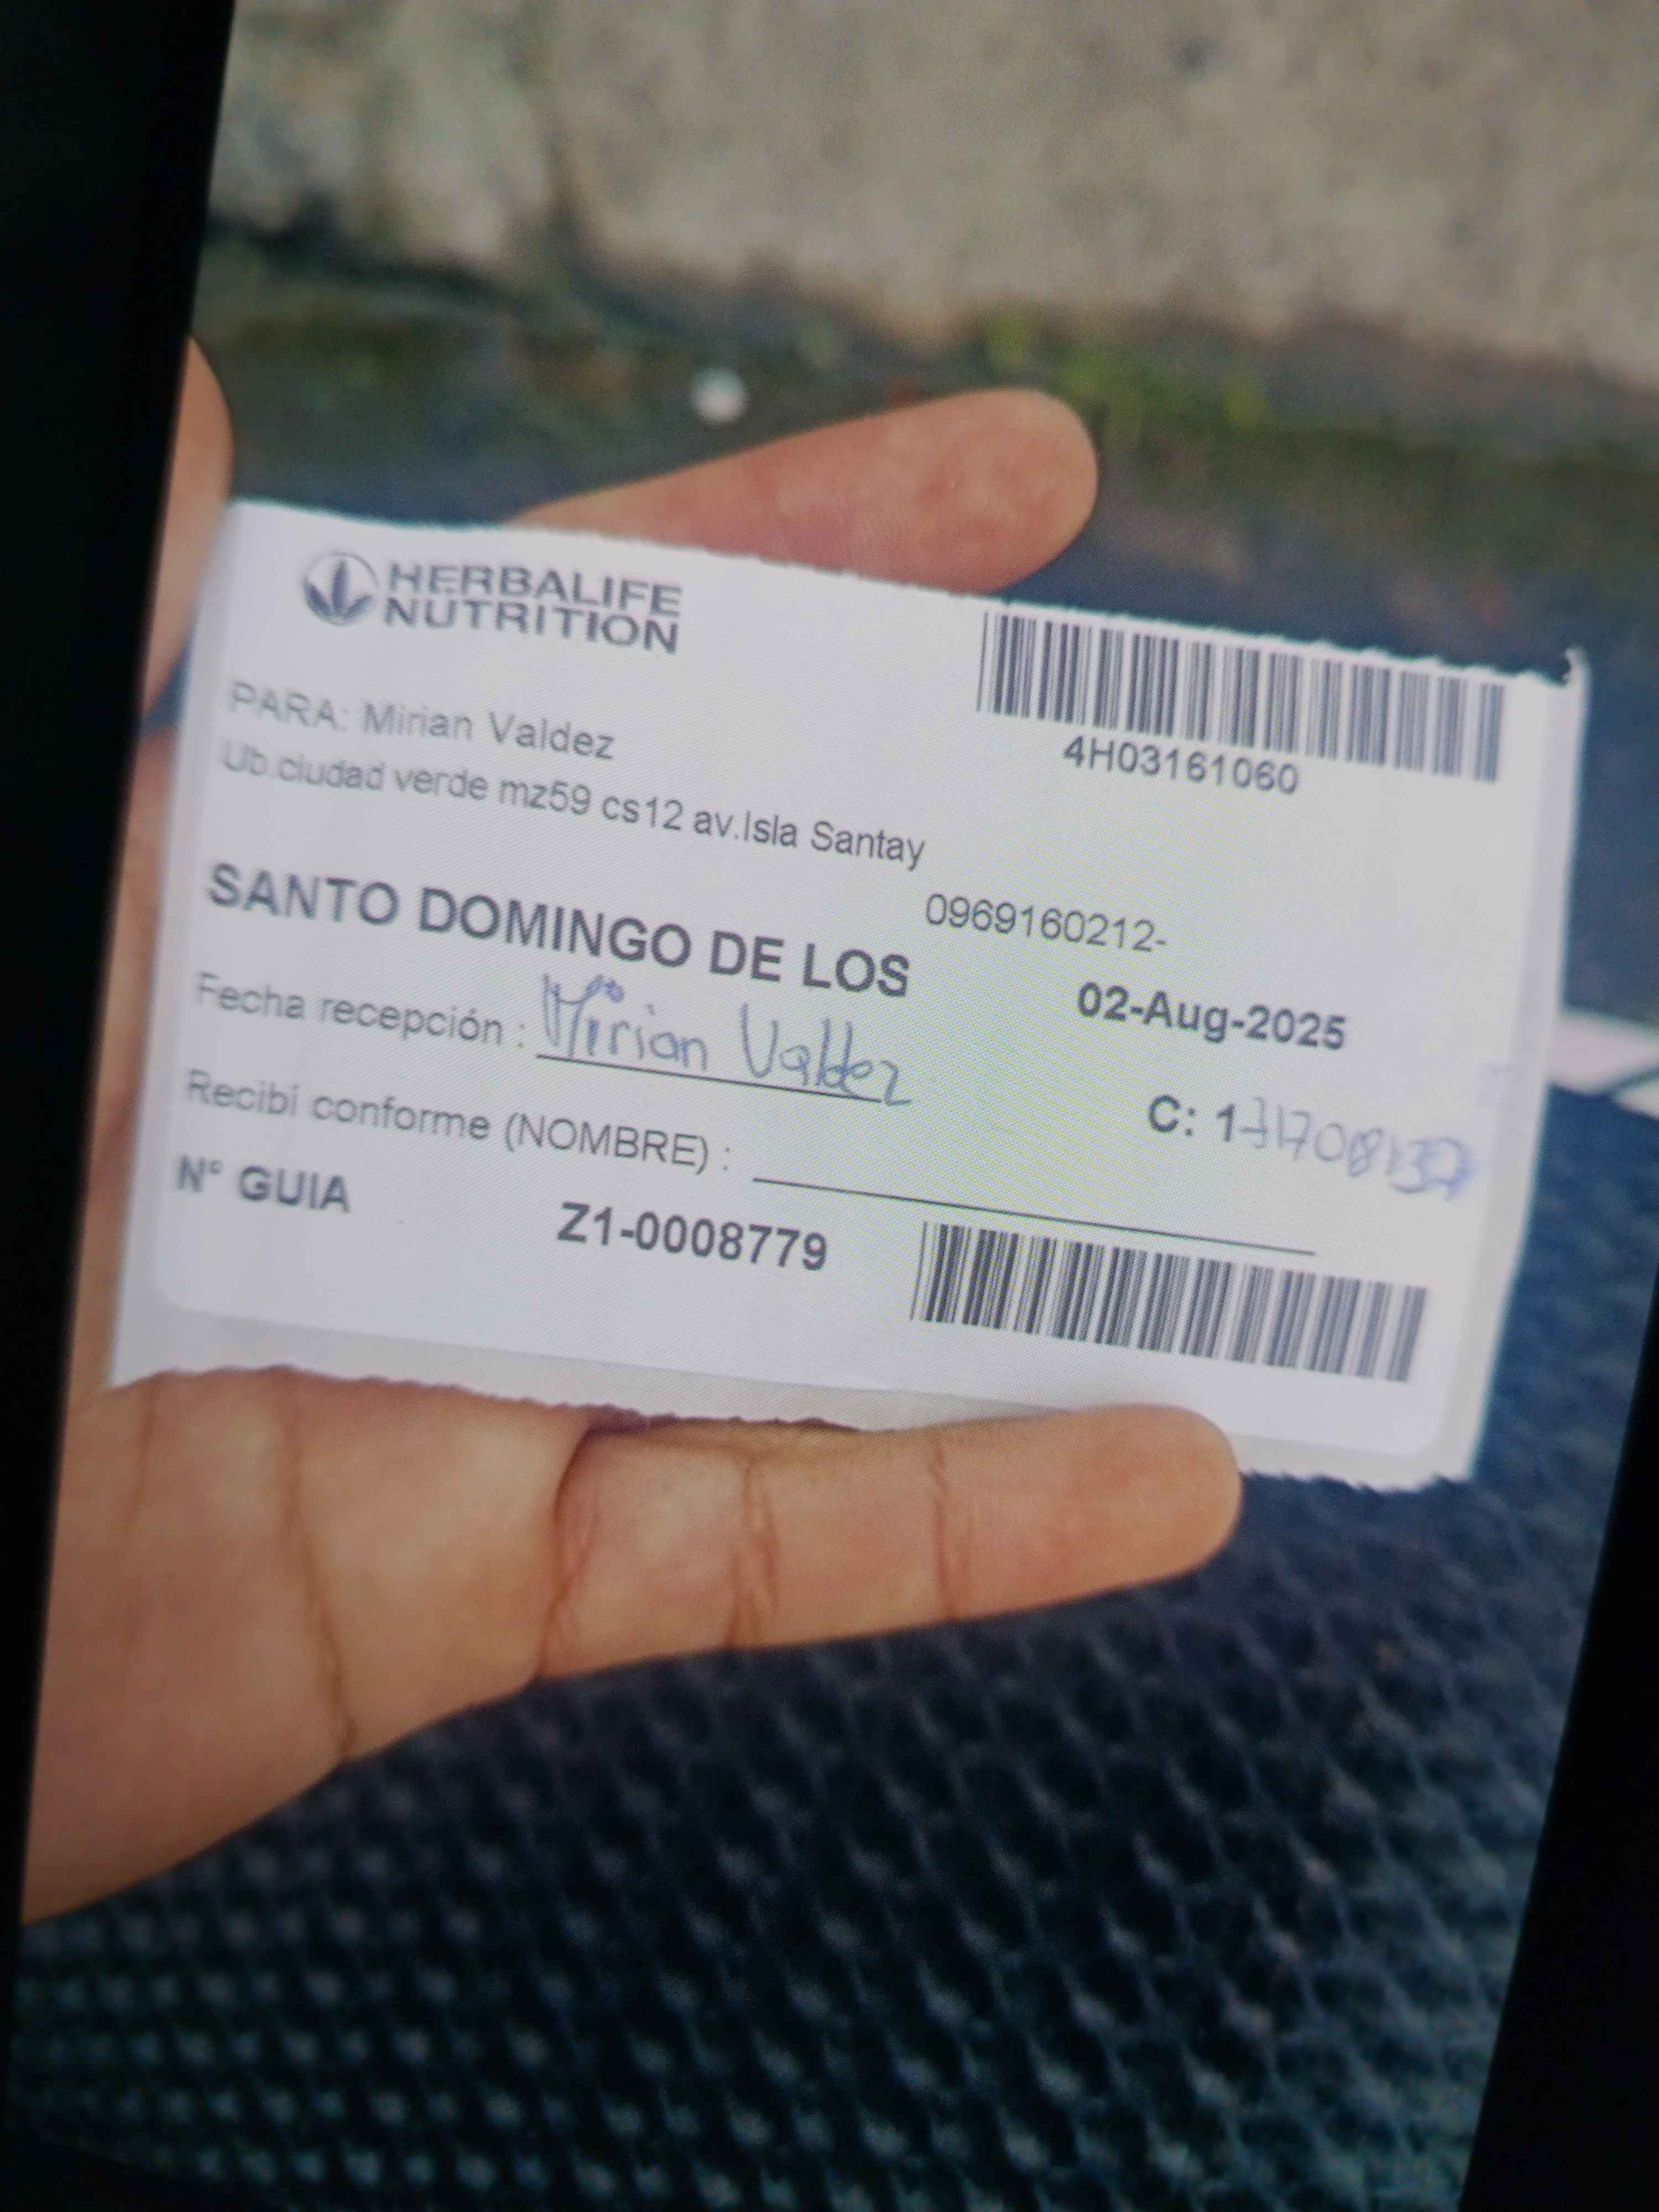 HERBALIFE
NUTRITION
4H03161060
PARA: Mirian Valdez
Ub.ciudad verde mz59 cs12 av.Isla Santay
0969160212-
SANTO DOMINGO DE LOS
02-Aug-2025
Fecha recepción : Mirian Valdez
C: 1
Recibí conforme (NOMBRE) :
N° GUIA Z1-0008779